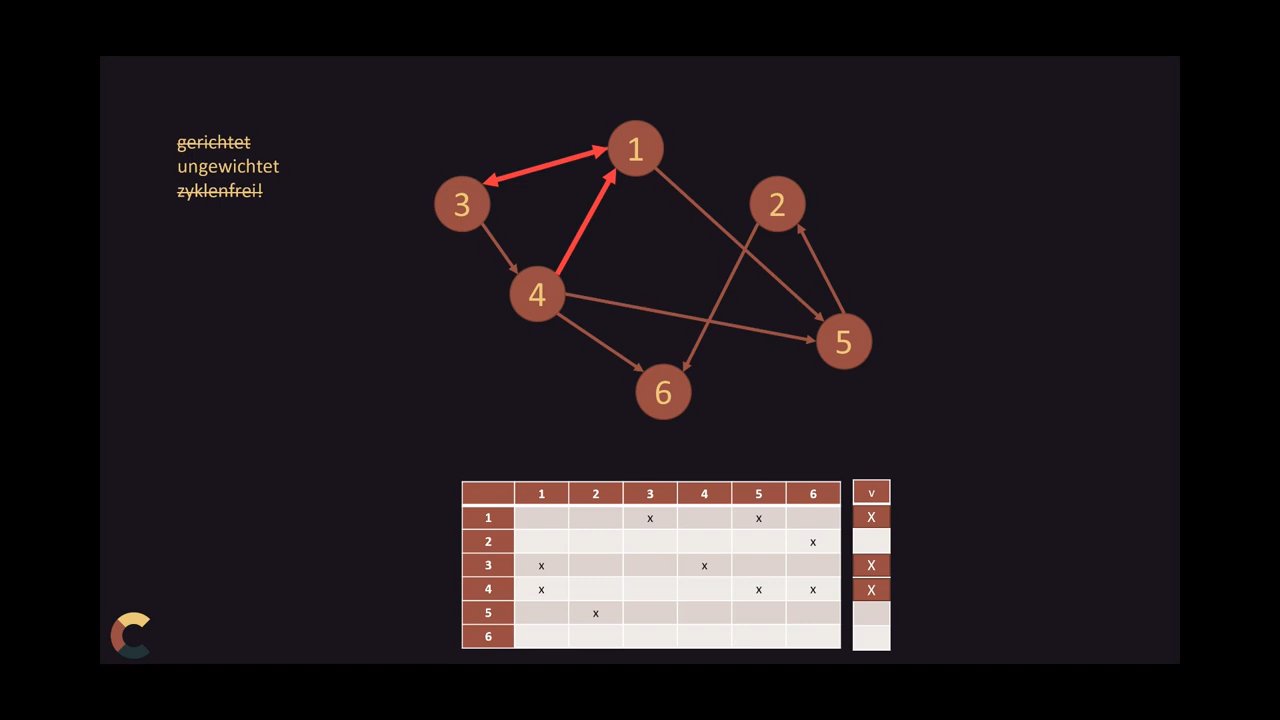 gerichtet
ungewichtet
zyklenfrei!
1
3
2
4
5
6
1 2 3 4 5 6 v
1 x x X
2 x
3 x x X
4 x x x X
5 x
6